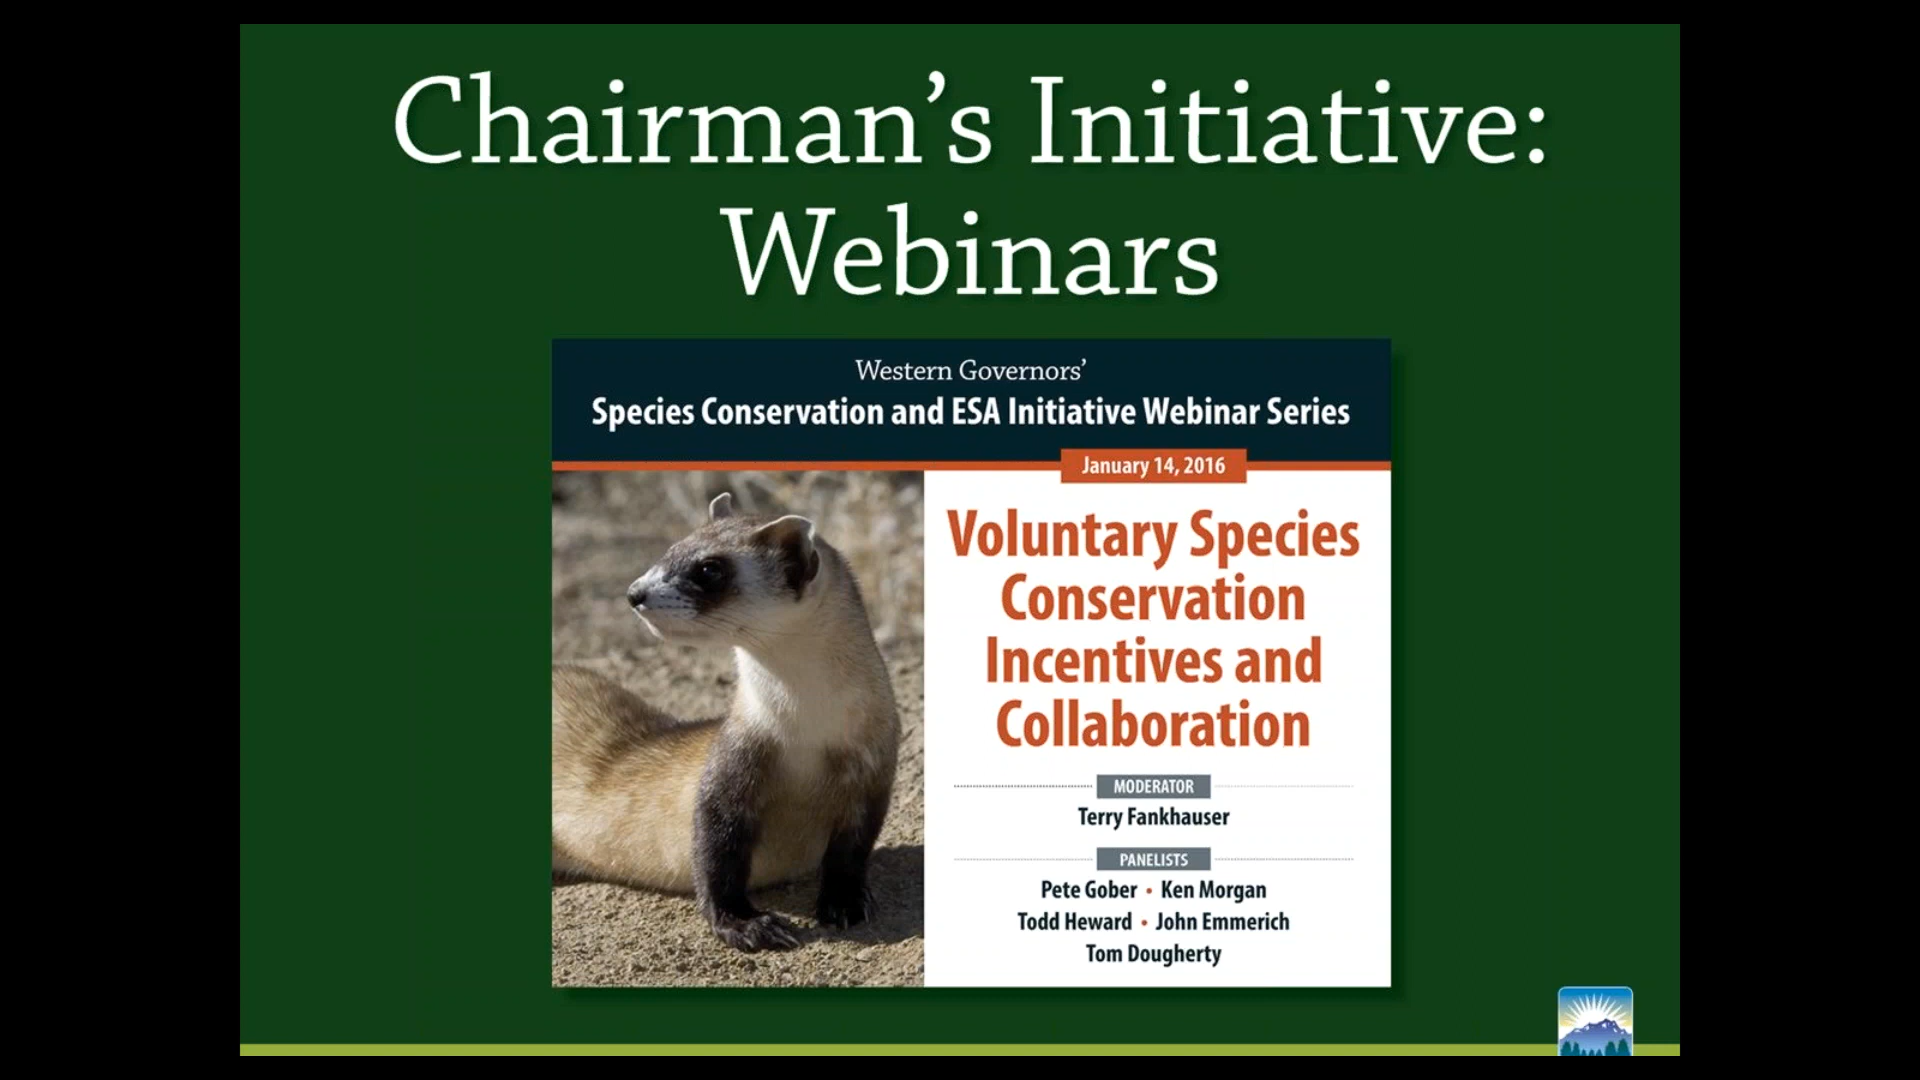 Chairman’s Initiative:
Webinars
Western Governors’
Species Conservation and ESA Initiative Webinar Series
January 14, 2016
Voluntary Species
Conservation
Incentives and
Collaboration
MODERATOR
Terry Fankhauser
PANELISTS
Pete Gober • Ken Morgan
Todd Heward • John Emmerich
Tom Dougherty